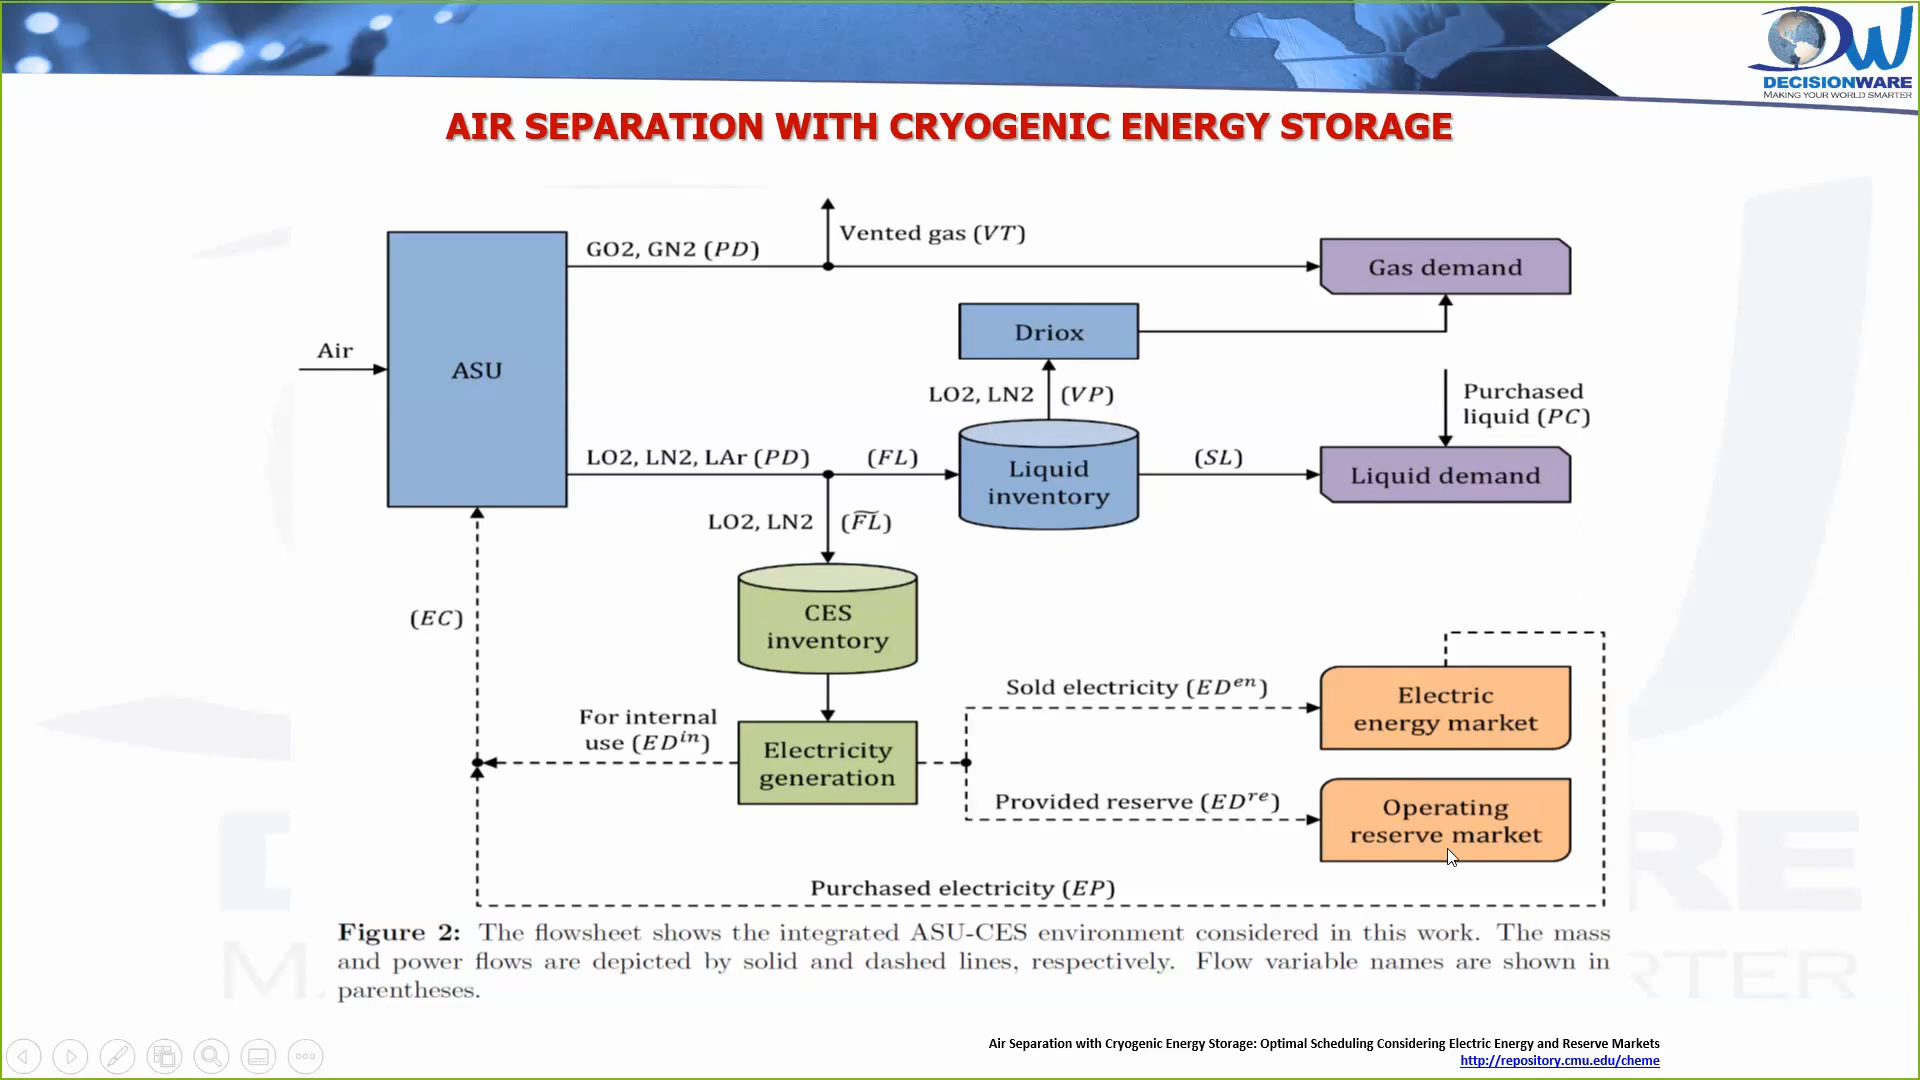 DW
DECISIONWARE
MAKING YOUR WORLD SMARTER
AIR SEPARATION WITH CRYOGENIC ENERGY STORAGE
Vented gas (VT)
GO2, GN2 (PD)
Gas demand
Driox
Air
ASU
LO2, LN2 (VP)
Purchased
liquid (PC)
LO2, LN2, LAr (PD)
(FL)
Liquid
inventory
(SL)
Liquid demand
LO2, LN2 (F͠L)
(EC)
CES
inventory
Sold electricity (EDᵉⁿ)
Electric
energy market
For internal
use (EDⁱⁿ)
Electricity
generation
Provided reserve (EDʳᵉ)
Operating
reserve market
Purchased electricity (EP)
Figure 2: The flowsheet shows the integrated ASU-CES environment considered in this work. The mass
and power flows are depicted by solid and dashed lines, respectively. Flow variable names are shown in
parentheses.
Air Separation with Cryogenic Energy Storage: Optimal Scheduling Considering Electric Energy and Reserve Markets
http://repository.cmu.edu/cheme